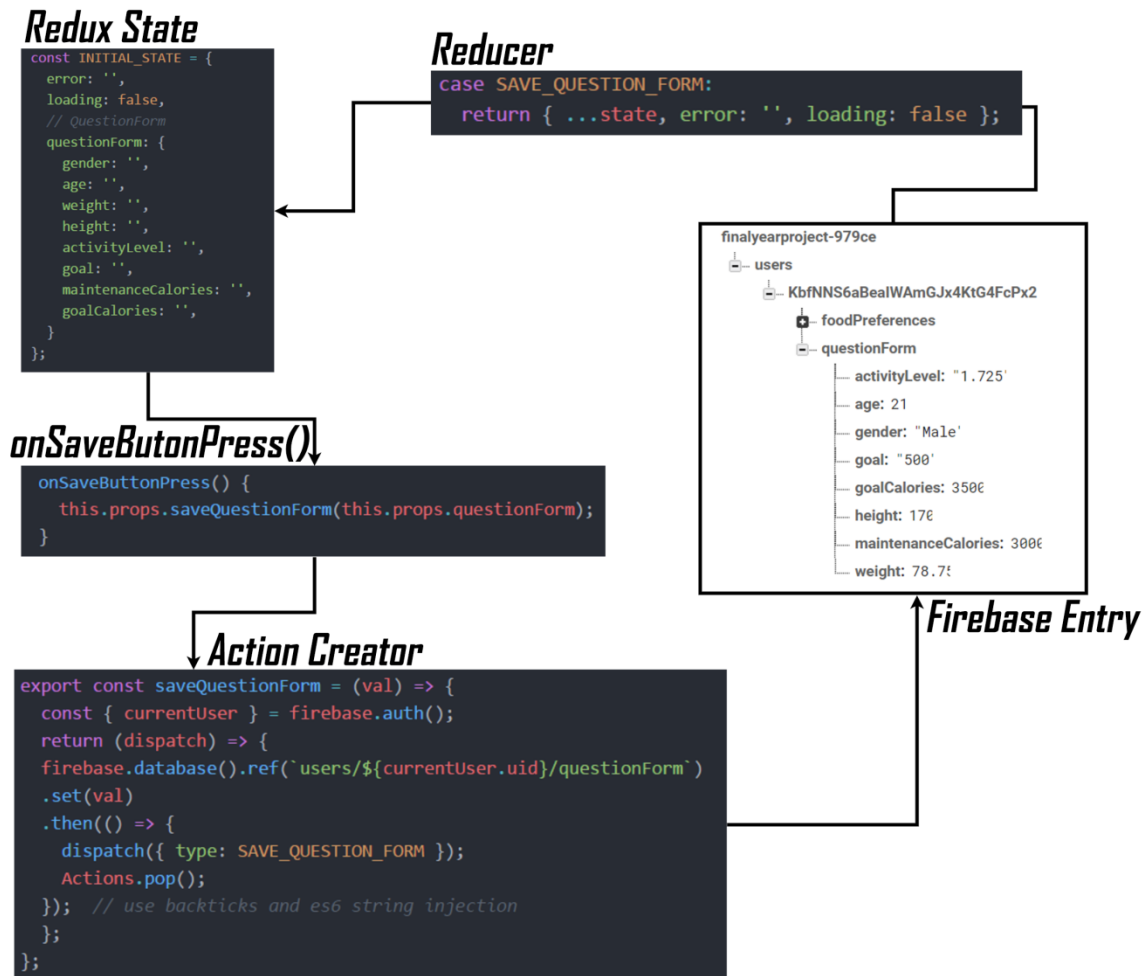 Redux State
const INITIAL_STATE = {
error: '',
loading: false,
// QuestionForm
questionForm: {
gender: '',
age: '',
weight: '',
height: '',
activityLevel: '',
goal: '',
maintenanceCalories: '',
goalCalories: '',
}
};
Reducer
case SAVE_QUESTION_FORM:
return { ...state, error: '', loading: false };
onSaveButonPress()
onSaveButtonPress() {
this.props.saveQuestionForm(this.props.questionForm);
}
Action Creator
export const saveQuestionForm = (val) => {
const { currentUser } = firebase.auth();
return (dispatch) => {
firebase.database().ref(`users/${currentUser.uid}/questionForm`)
.set(val)
.then(() => {
dispatch({ type: SAVE_QUESTION_FORM });
Actions.pop();
});  // use backticks and es6 string injection
};
};
finalyearproject-979ce
users
KbfNNS6aBealWAmGJx4KtG4FcPx2
foodPreferences
questionForm
activityLevel: "1.725"
age: 21
gender: "Male"
goal: "500"
goalCalories: 3500
height: 170
maintenanceCalories: 3000
weight: 78.75
Firebase Entry